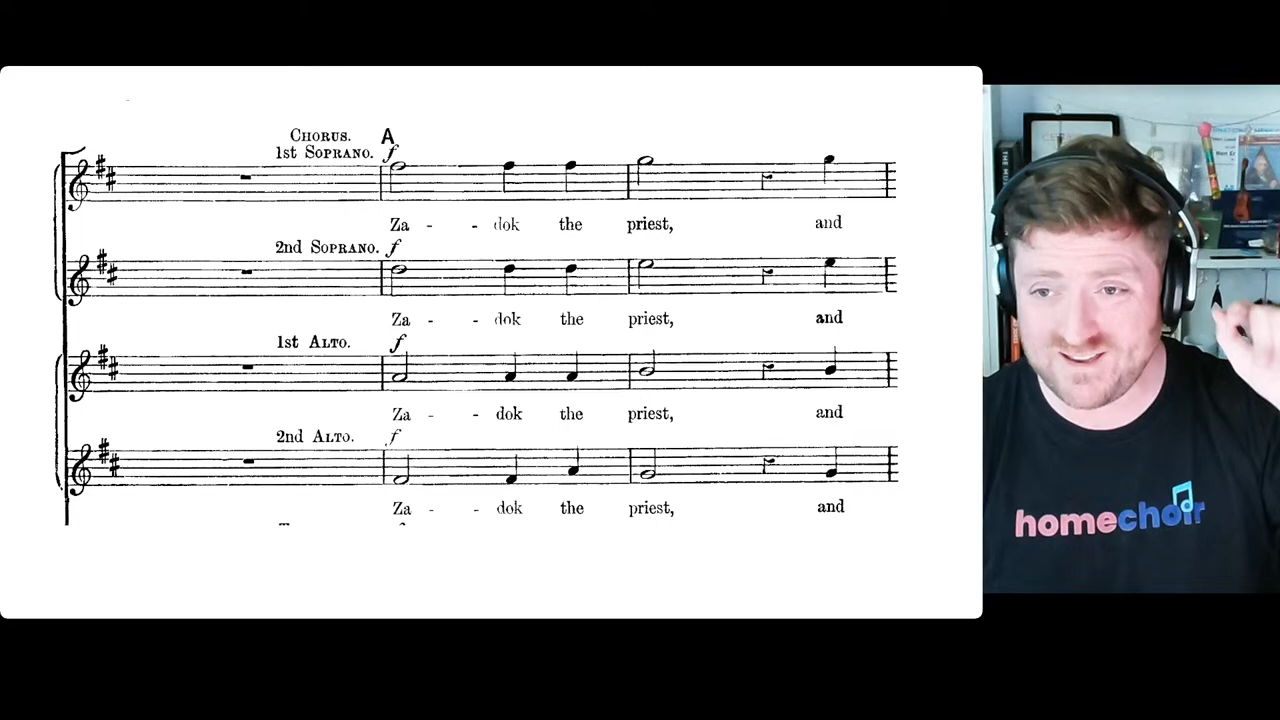 CHORUS.
A
1st SOPRANO. f
Za - - dok the priest, and
2nd SOPRANO. f
Za - - dok the priest, and
1st ALTO. f
Za - - dok the priest, and
2nd ALTO. f
Za - - dok the priest, and
homechoir